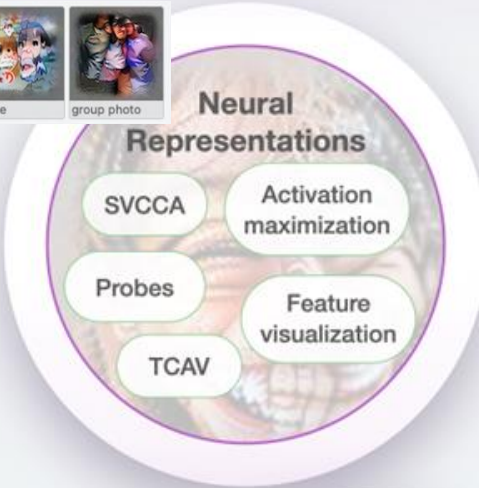 group photo
Neural
Representations
SVCCA
Activation
maximization
Probes
Feature
visualization
TCAV